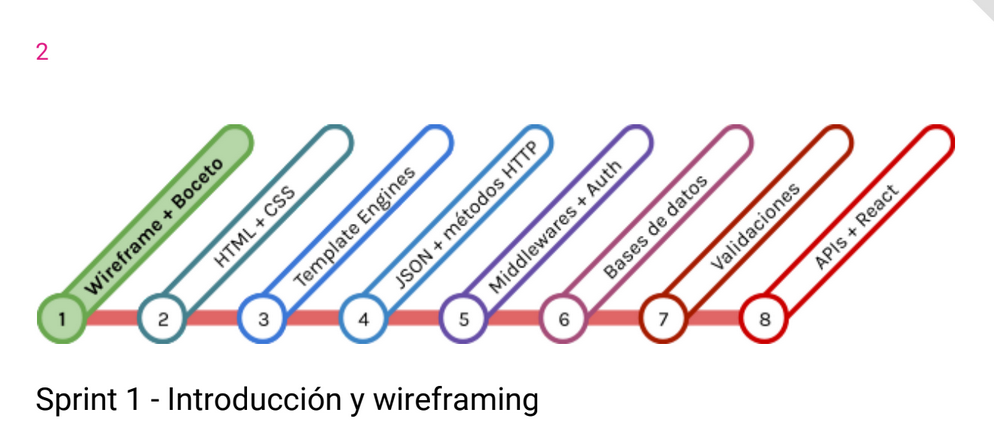 2
Wireframe + Boceto
HTML + CSS
Template Engines
JSON + métodos HTTP
Middlewares + Auth
Bases de datos
Validaciones
APIs + React
1
2
3
4
5
6
7
8
Sprint 1 - Introducción y wireframing